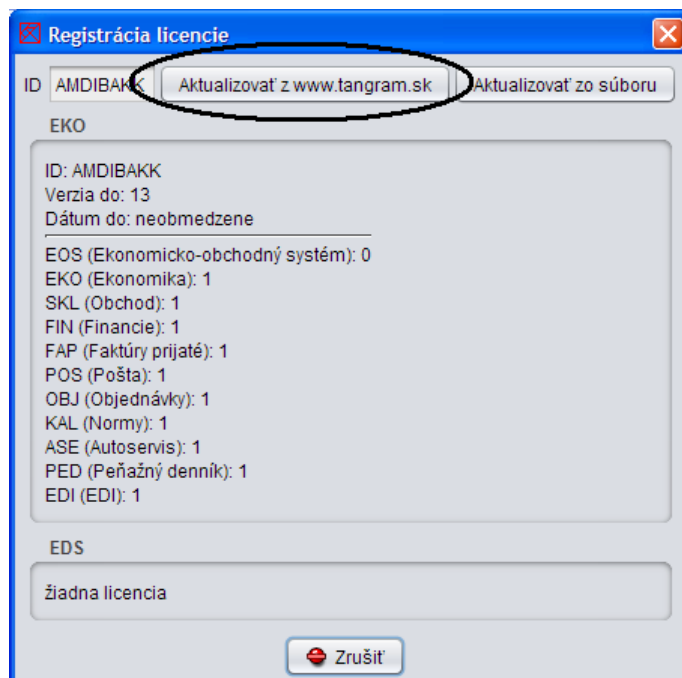 Registrácia licencie
ID AMDIBAKK Aktualizovať z www.tangram.sk Aktualizovať zo súboru
EKO
ID: AMDIBAKK
Verzia do: 13
Dátum do: neobmedzene
EOS (Ekonomicko-obchodný systém): 0
EKO (Ekonomika): 1
SKL (Obchod): 1
FIN (Financie): 1
FAP (Faktúry prijaté): 1
POS (Pošta): 1
OBJ (Objednávky): 1
KAL (Normy): 1
ASE (Autoservis): 1
PED (Peňažný denník): 1
EDI (EDI): 1
EDS
žiadna licencia
Zrušiť